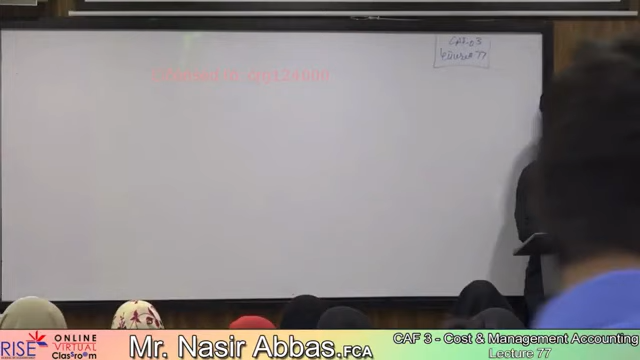 CAF-03
Lecture# 77
RISE
ONLINE
VIRTUAL
Classroom
Mr. Nasir Abbas.FCA
CAF 3 - Cost & Management Accounting
Lecture 77